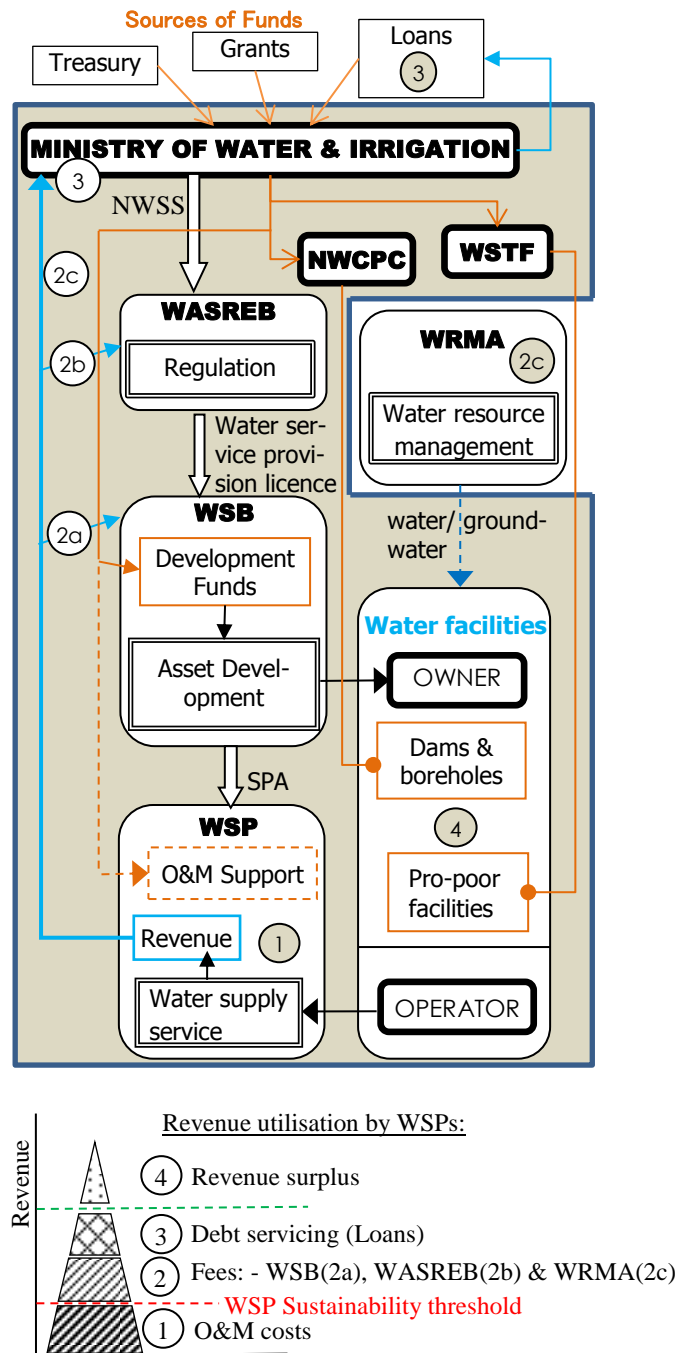 Sources of Funds
Treasury
Grants
Loans
3
MINISTRY OF WATER & IRRIGATION
3
NWSS
NWCPC
WSTF
2c
WASREB
Regulation
2b
WRMA
2c
Water resource
management
Water ser-
vice provi-
sion licence
WSB
2a
Development
Funds
Asset Devel-
opment
water/ ground-
water
Water facilities
OWNER
Dams &
boreholes
4
Pro-poor
facilities
OPERATOR
SPA
WSP
O&M Support
Revenue
1
Water supply
service
Revenue utilisation by WSPs:
Revenue
4 Revenue surplus
3 Debt servicing (Loans)
2 Fees: - WSB(2a), WASREB(2b) & WRMA(2c)
WSP Sustainability threshold
1 O&M costs